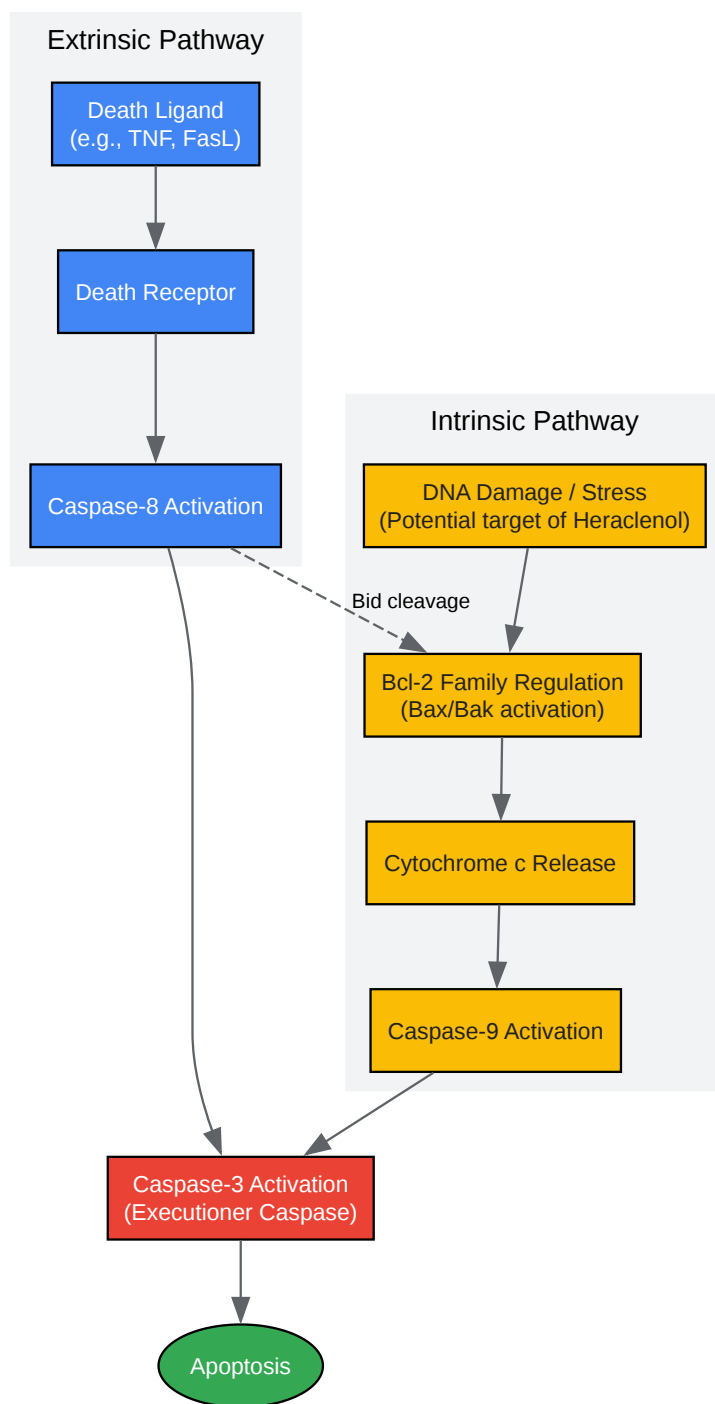 Extrinsic Pathway
Death Ligand
(e.g., TNF, FasL)
Death Receptor
Caspase-8 Activation
Intrinsic Pathway
DNA Damage / Stress
(Potential target of Heraclenol)
Bid cleavage
Bcl-2 Family Regulation
(Bax/Bak activation)
Cytochrome c Release
Caspase-9 Activation
Caspase-3 Activation
(Executioner Caspase)
Apoptosis